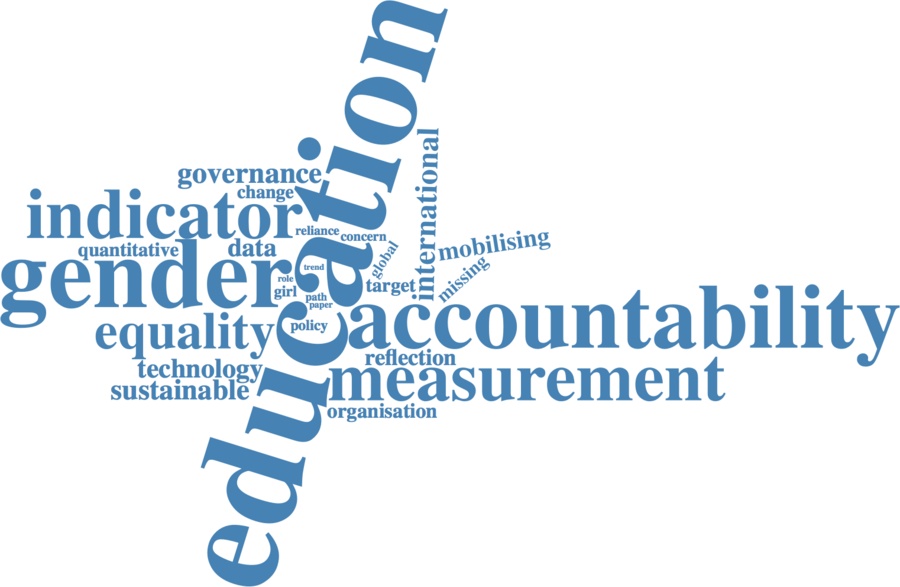 education
governance
change
international
indicator
reliance
concern
mobilising
quantitative
data
global
gender
trend
role
target
missing
girl
path
paper
accountability
equality
policy
reflection
technology
measurement
sustainable
organisation